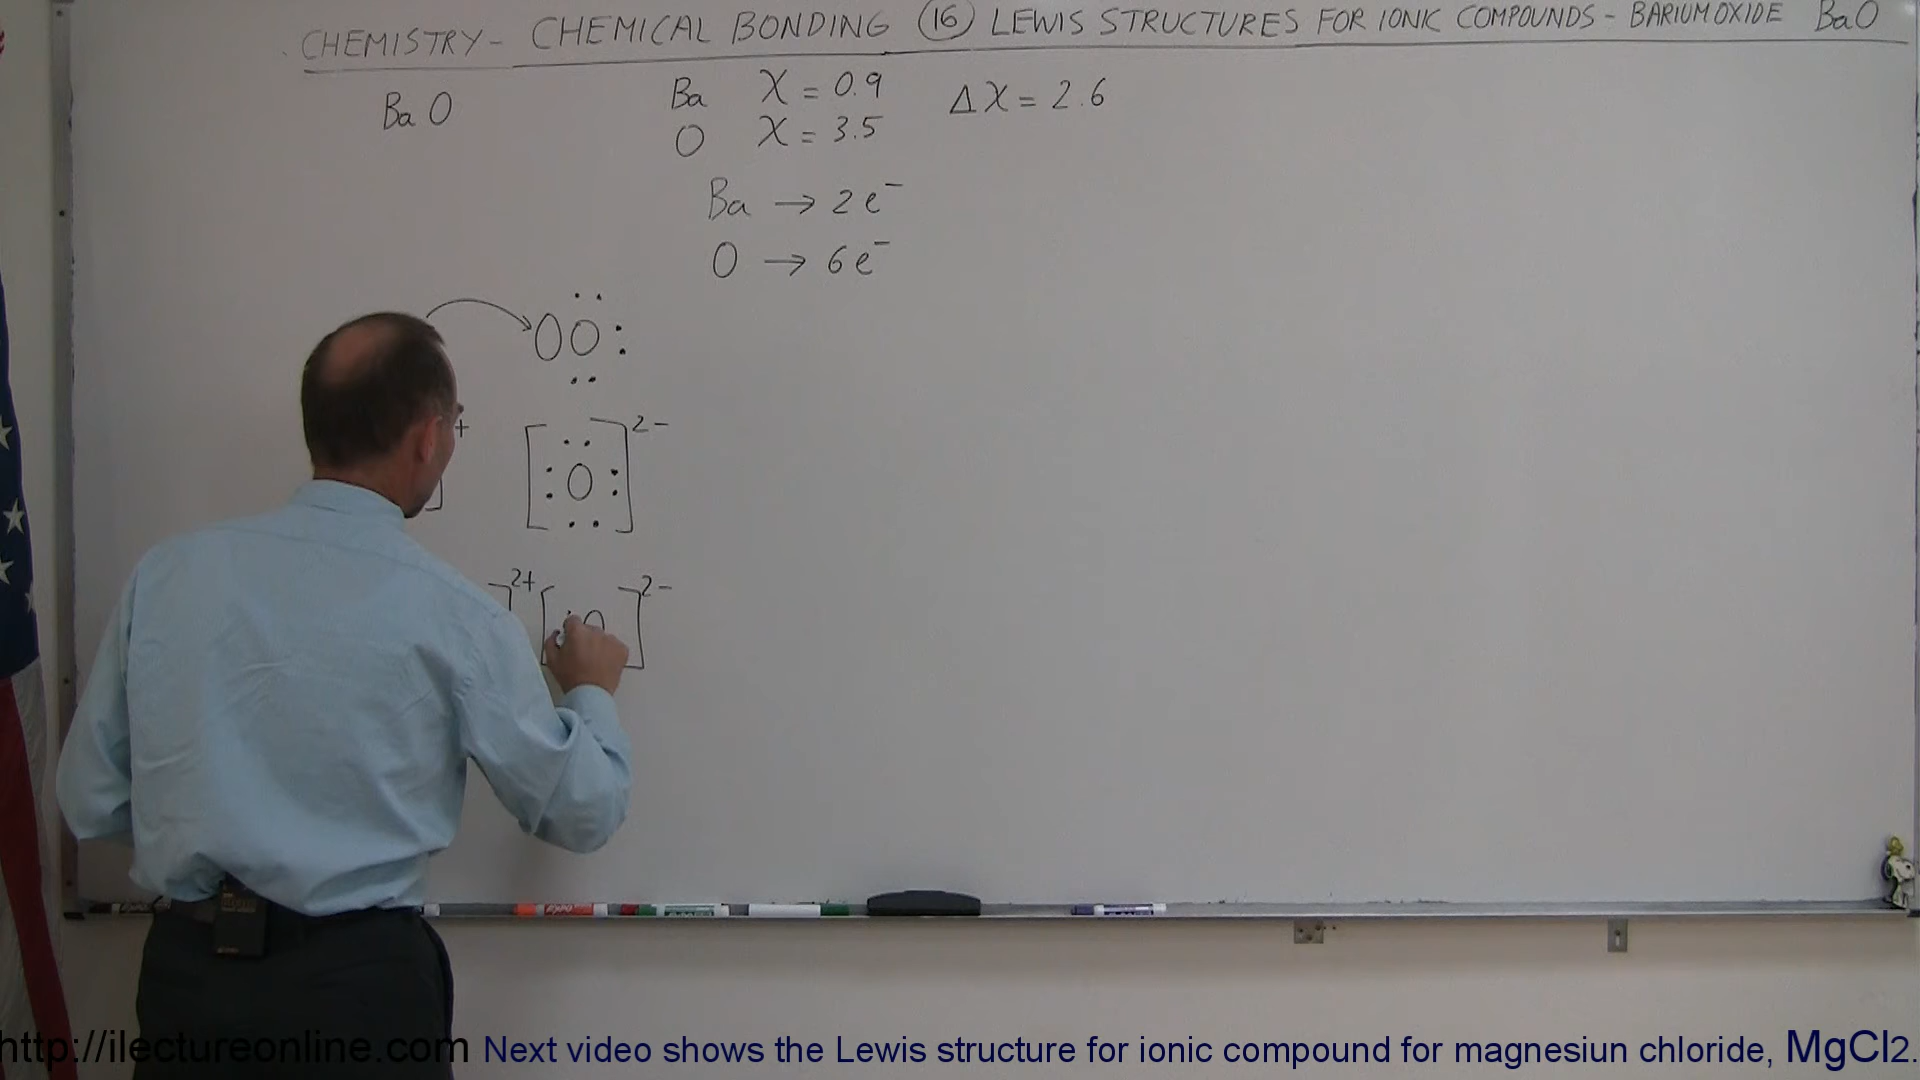 CHEMISTRY - CHEMICAL BONDING 16 LEWIS STRUCTURES FOR IONIC COMPOUNDS - BARIUM OXIDE BaO
BaO
Ba χ = 0.9 Δχ = 2.6
O χ = 3.5
Ba → 2e⁻
O → 6e⁻
O O
+ [O]²⁻
²⁺ [O]²⁻
http://ilectureonline.com Next video shows the Lewis structure for ionic compound for magnesiun chloride, MgCl2.